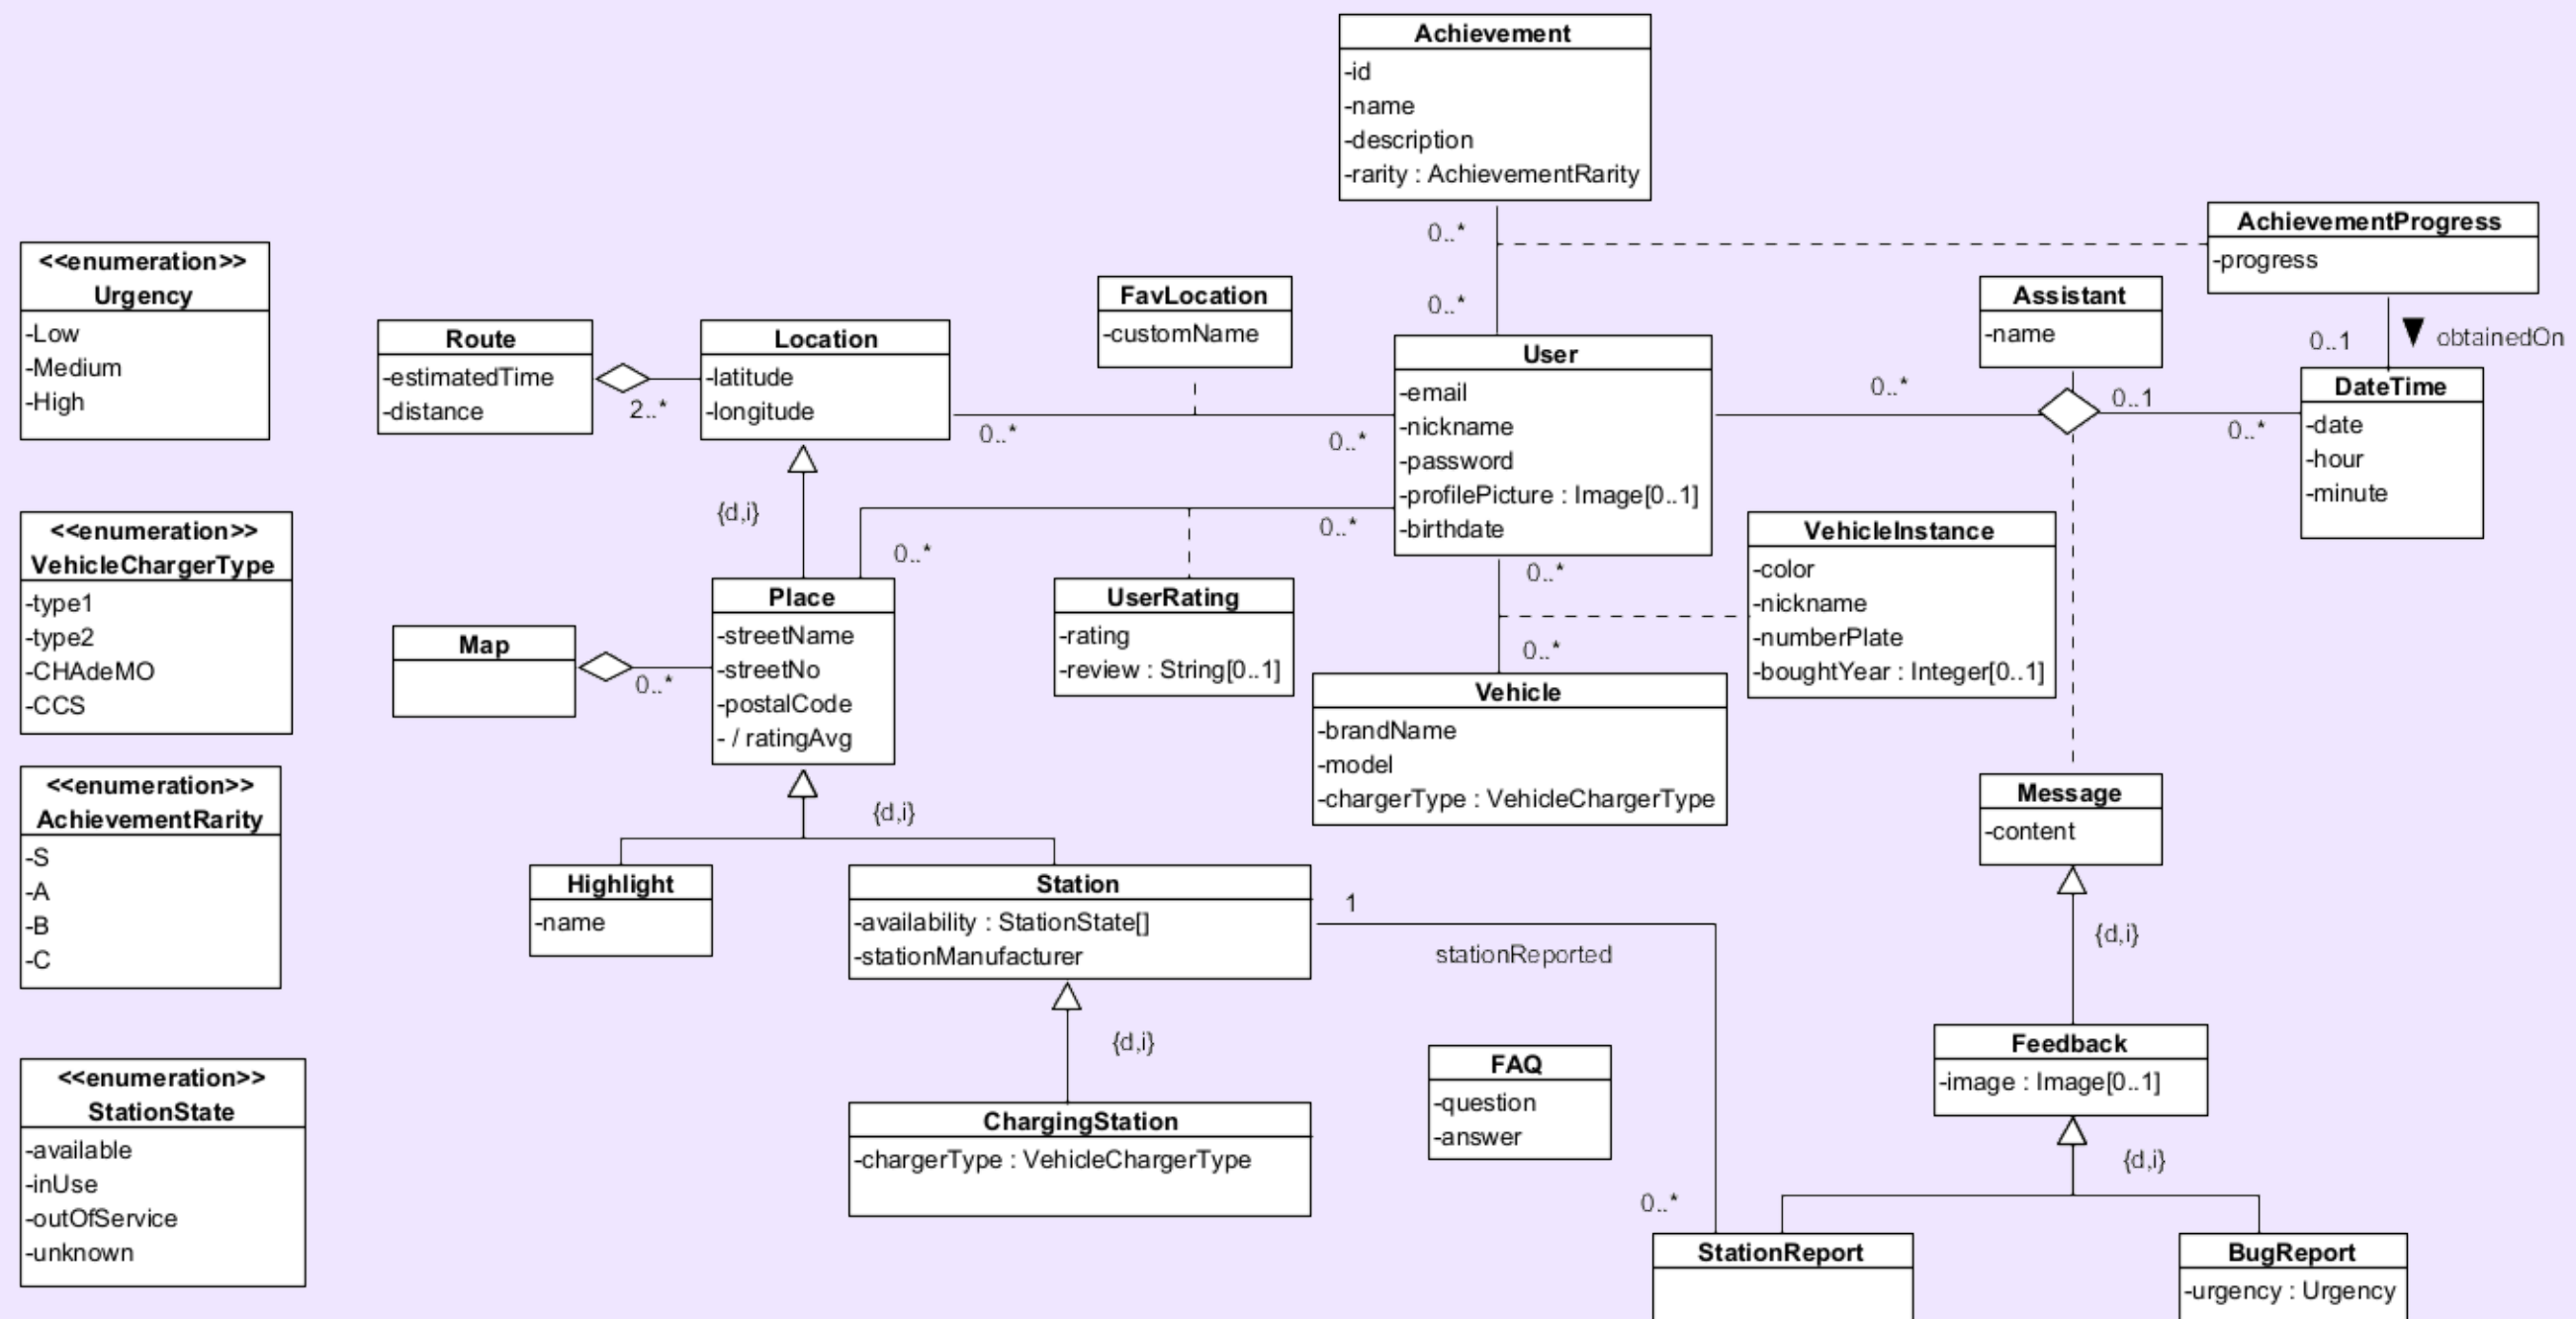 Achievement
-id
-name
-description
-rarity : AchievementRarity
0..*
0..*
AchievementProgress
-progress
0..1
obtainedOn
<<enumeration>>
Urgency
-Low
-Medium
-High
Route
-estimatedTime
-distance
2..*
Location
-latitude
-longitude
FavLocation
-customName
0..*
0..*
User
-email
-nickname
-password
-profilePicture : Image[0..1]
-birthdate
0..*
Assistant
-name
0..1
0..*
DateTime
-date
-hour
-minute
<<enumeration>>
VehicleChargerType
-type1
-type2
-CHAdeMO
-CCS
{d,i}
0..*
0..*
Map
0..*
Place
-streetName
-streetNo
-postalCode
- / ratingAvg
UserRating
-rating
-review : String[0..1]
0..*
0..*
VehicleInstance
-color
-nickname
-numberPlate
-boughtYear : Integer[0..1]
Vehicle
-brandName
-model
-chargerType : VehicleChargerType
<<enumeration>>
AchievementRarity
-S
-A
-B
-C
{d,i}
Highlight
-name
Station
-availability : StationState[]
-stationManufacturer
1
stationReported
Message
-content
{d,i}
<<enumeration>>
StationState
-available
-inUse
-outOfService
-unknown
{d,i}
ChargingStation
-chargerType : VehicleChargerType
FAQ
-question
-answer
Feedback
-image : Image[0..1]
{d,i}
0..*
StationReport
BugReport
-urgency : Urgency